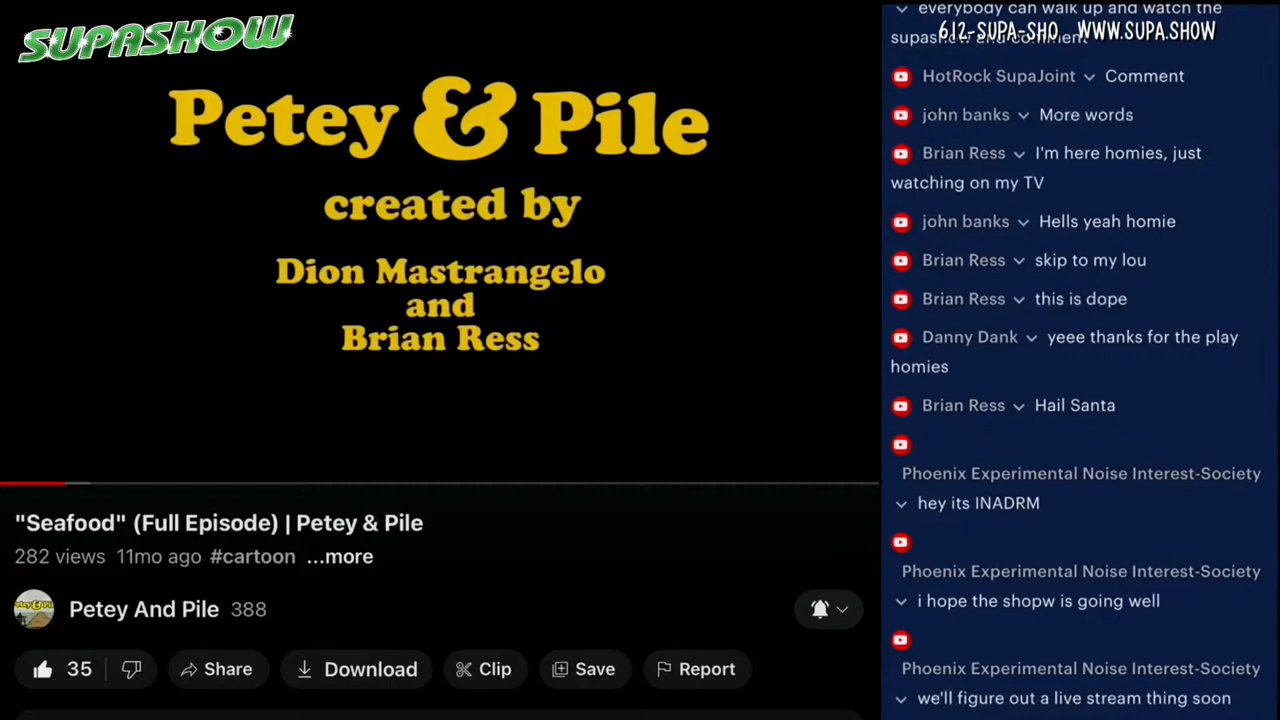 SUPASHOW
Petey & Pile
created by
Dion Mastrangelo
and
Brian Ress
"Seafood" (Full Episode) | Petey & Pile
282 views 11mo ago #cartoon ...more
Petey And Pile 388
35 Share Download Clip Save Report
everybody can walk up and watch the
supashow and comment
612-SUPA-SHO WWW.SUPA.SHOW
HotRock SupaJoint Comment
john banks More words
Brian Ress I'm here homies, just
watching on my TV
john banks Hells yeah homie
Brian Ress skip to my lou
Brian Ress this is dope
Danny Dank yeee thanks for the play
homies
Brian Ress Hail Santa
Phoenix Experimental Noise Interest-Society
hey its INADRM
Phoenix Experimental Noise Interest-Society
i hope the shopw is going well
Phoenix Experimental Noise Interest-Society
we'll figure out a live stream thing soon